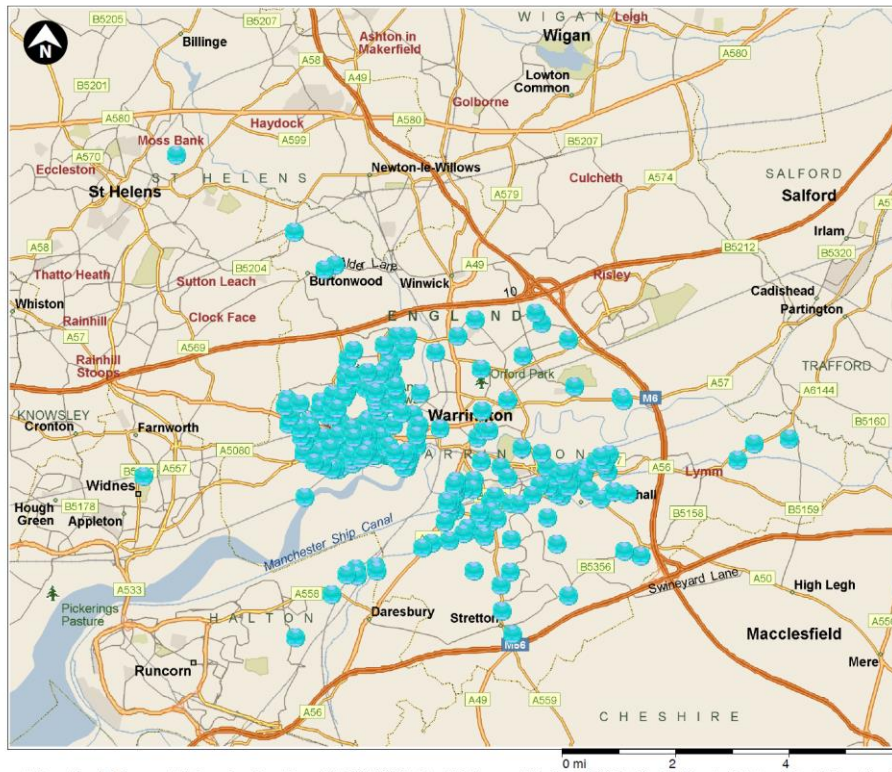 B5205
B5207
WIGAN
Leigh
Billinge
Ashton in
Makerfield
Wigan
N
A58
A49
A580
B5201
Lowton
Common
A580
Golborne
A580
Haydock
A599
Moss Bank
B5207
A570
Eccleston
Newton-le-Willows
A574
ST HELENS
St Helens
Culcheth
SALFORD
Salford
A579
A58
Irlam
B5212
B5320
Thatto Heath
B5204
Alder Lane
A49
Sutton Leach
Burtonwood
Winwick
Risley
10
Cadishead
Whiston
Partington
Rainhill
Clock Face
ENGLAND
A57
A569
Rainhill
Stoops
TRAFFORD
Orford Park
A57
A6144
M6
KNOWSLEY
Cronton
Farnworth
Warrington
B5160
A5080
A557
A56
Lymm
Widnes
Hough
Green
B5178
Appleton
B5158
B5159
Manchester Ship Canal
B5356
A533
Swineyard Lane
A50
High Legh
Pickerings
Pasture
A558
HALTON
Daresbury
Stretton
Macclesfield
A556
M56
Mere
Runcorn
A56
A49
A559
CHESHIRE
0 mi
2
4